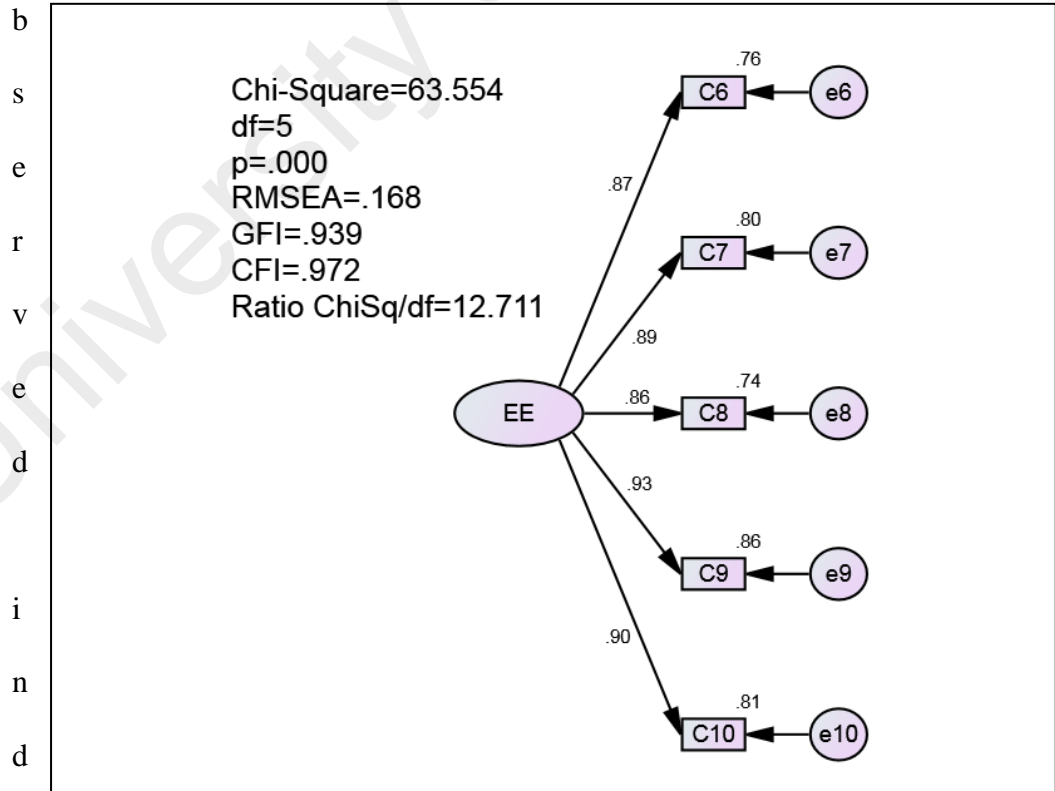 b
s
e
r
v
e
d
i
n
d
University
Chi-Square=63.554
df=5
p=.000
RMSEA=.168
GFI=.939
CFI=.972
Ratio ChiSq/df=12.711
EE
.87
.89
.86
.93
.90
.76
C6
e6
.80
C7
e7
.74
C8
e8
.86
C9
e9
.81
C10
e10